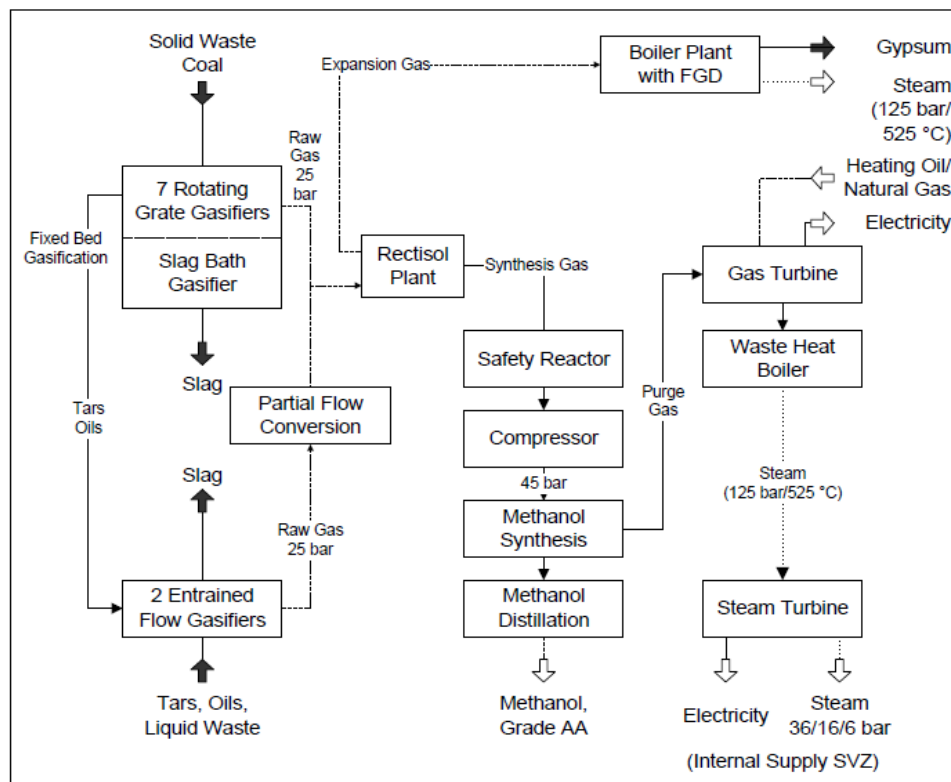 Solid Waste
Coal
Expansion Gas
Boiler Plant
with FGD
Gypsum
Steam
(125 bar/
525 °C)
Raw
Gas
25
bar
Heating Oil/
Natural Gas
7 Rotating
Grate Gasifiers
Electricity
Fixed Bed
Gasification
Slag Bath
Gasifier
Rectisol
Plant
Synthesis Gas
Gas Turbine
Slag
Safety Reactor
Waste Heat
Boiler
Tars
Oils
Partial Flow
Conversion
Purge
Gas
Compressor
Slag
45 bar
Steam
(125 bar/525 °C)
Raw Gas
25 bar
Methanol
Synthesis
2 Entrained
Flow Gasifiers
Methanol
Distillation
Steam Turbine
Tars, Oils,
Liquid Waste
Methanol,
Grade AA
Electricity
Steam
36/16/6 bar
(Internal Supply SVZ)